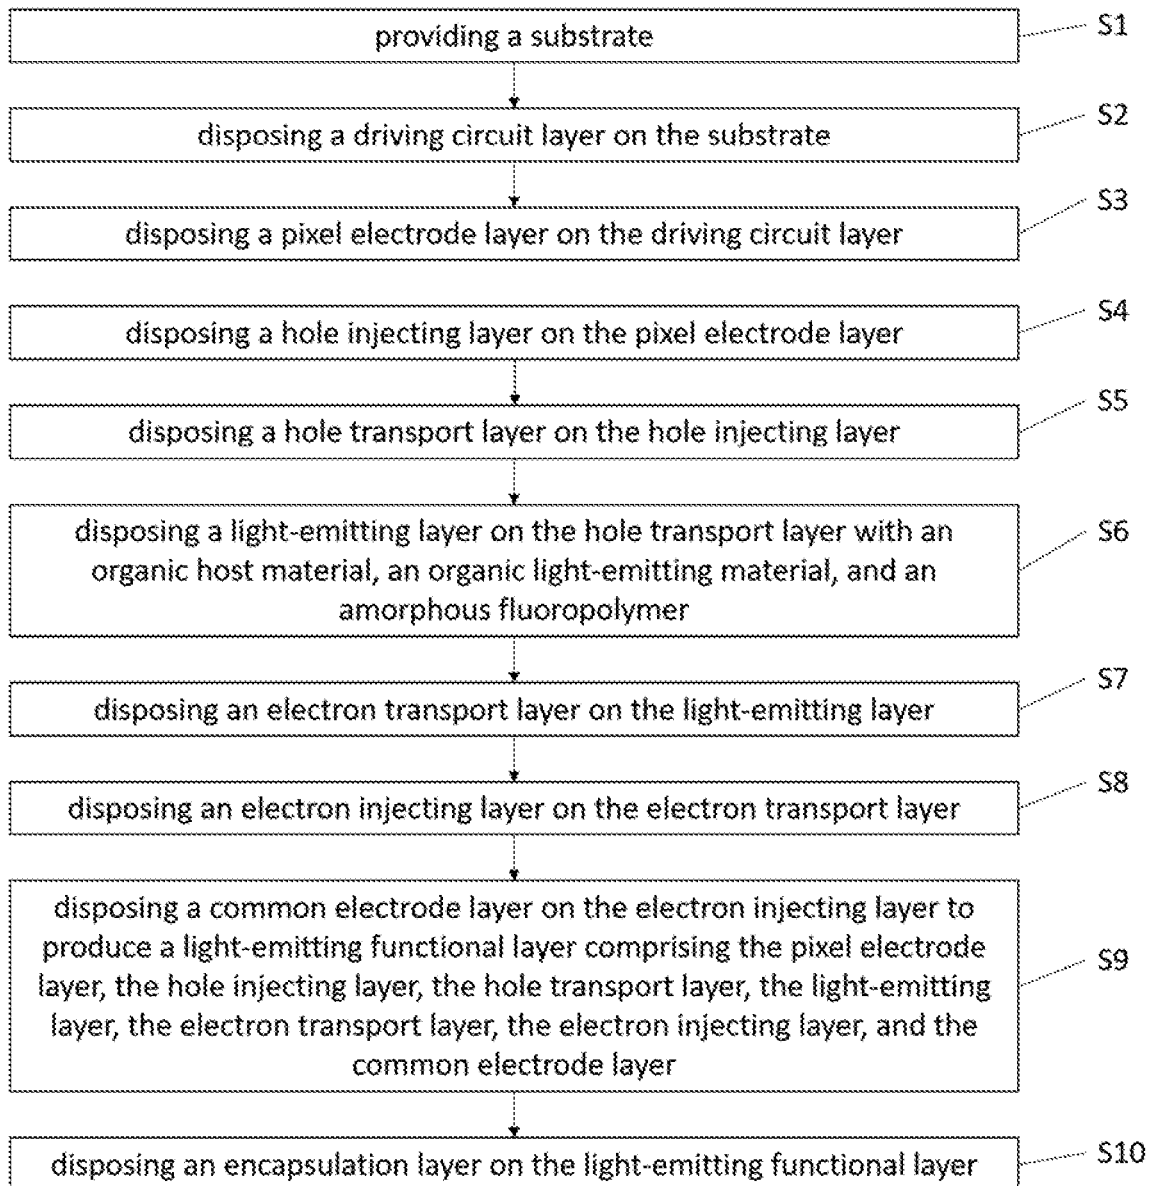 providing a substrate
S1
disposing a driving circuit layer on the substrate
S2
disposing a pixel electrode layer on the driving circuit layer
S3
disposing a hole injecting layer on the pixel electrode layer
S4
disposing a hole transport layer on the hole injecting layer
S5
disposing a light-emitting layer on the hole transport layer with an
organic host material, an organic light-emitting material, and an
amorphous fluoropolymer
S6
disposing an electron transport layer on the light-emitting layer
S7
disposing an electron injecting layer on the electron transport layer
S8
disposing a common electrode layer on the electron injecting layer to
produce a light-emitting functional layer comprising the pixel electrode
layer, the hole injecting layer, the hole transport layer, the light-emitting
layer, the electron transport layer, the electron injecting layer, and the
common electrode layer
S9
disposing an encapsulation layer on the light-emitting functional layer
S10